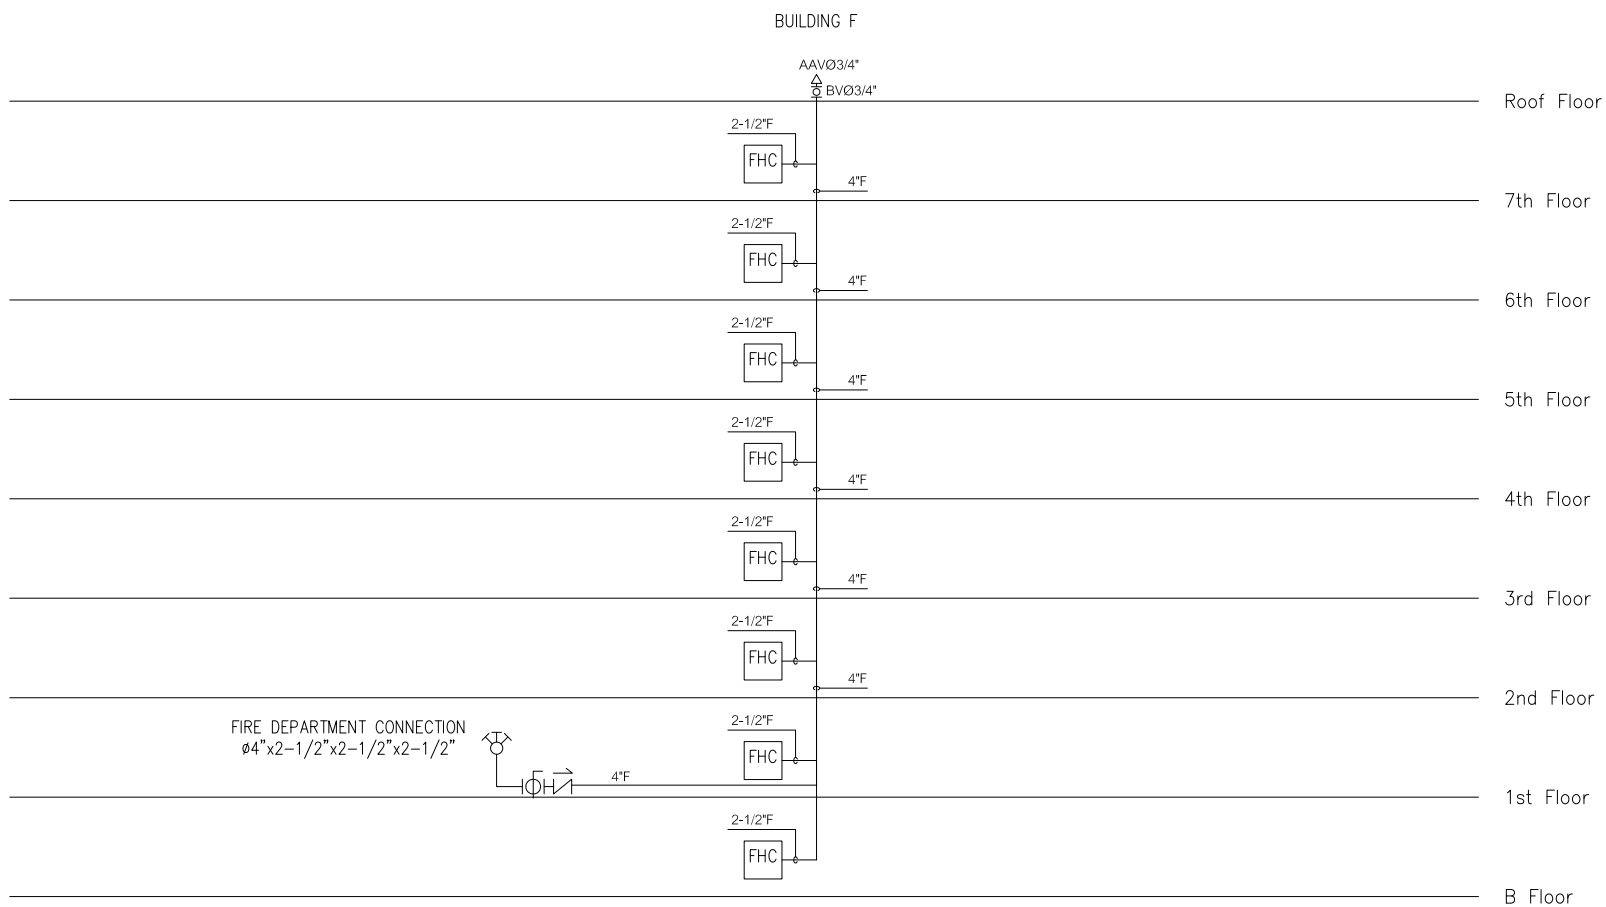 BUILDING F
AAVØ3/4"
BVØ3/4"
Roof Floor
2-1/2"F
FHC
4"F
7th Floor
2-1/2"F
FHC
4"F
6th Floor
2-1/2"F
FHC
4"F
5th Floor
2-1/2"F
FHC
4"F
4th Floor
2-1/2"F
FHC
4"F
3rd Floor
2-1/2"F
FHC
4"F
2nd Floor
2-1/2"F
FIRE DEPARTMENT CONNECTION
ø4"x2-1/2"x2-1/2"x2-1/2"
FHC
4"F
1st Floor
2-1/2"F
FHC
B Floor